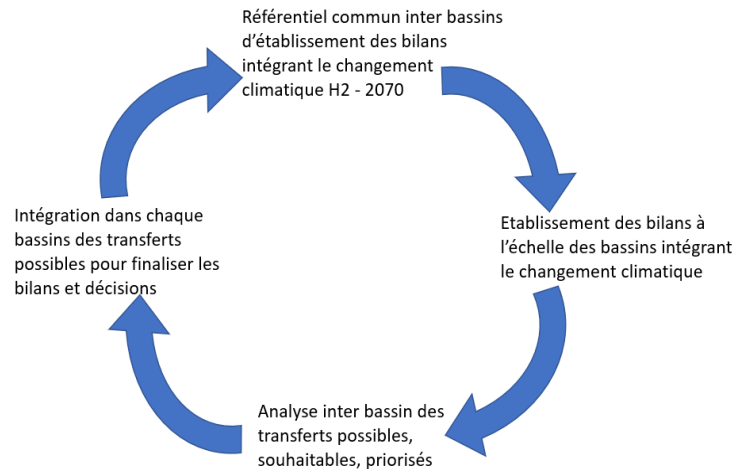 Référentiel commun inter bassins
d'établissement des bilans
intégrant le changement
climatique H2 - 2070
Etablissement des bilans à
l'échelle des bassins intégrant
le changement climatique
Analyse inter bassin des
transferts possibles,
souhaitables, priorisés
Intégration dans chaque
bassins des transferts
possibles pour finaliser les
bilans et décisions